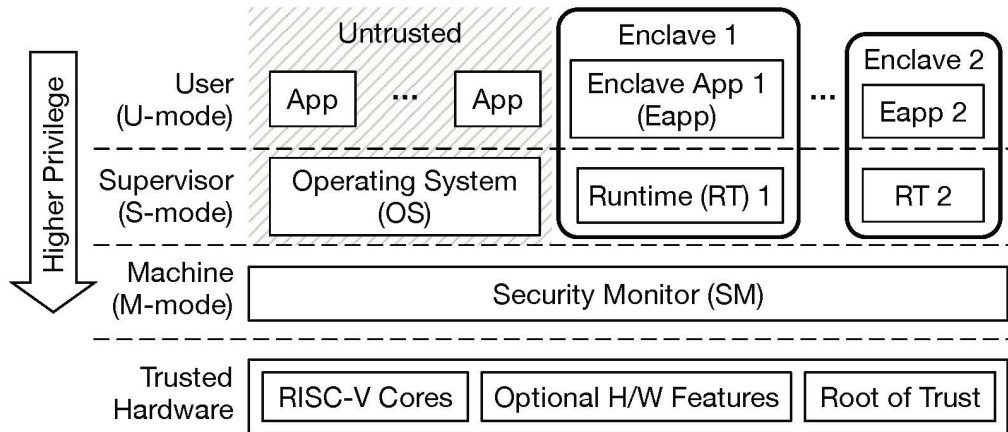 Higher Privilege
Untrusted
Enclave 1
Enclave 2
User
(U-mode)
App
...
App
Enclave App 1
(Eapp)
...
Eapp 2
Supervisor
(S-mode)
Operating System
(OS)
Runtime (RT) 1
RT 2
Machine
(M-mode)
Security Monitor (SM)
Trusted
Hardware
RISC-V Cores
Optional H/W Features
Root of Trust